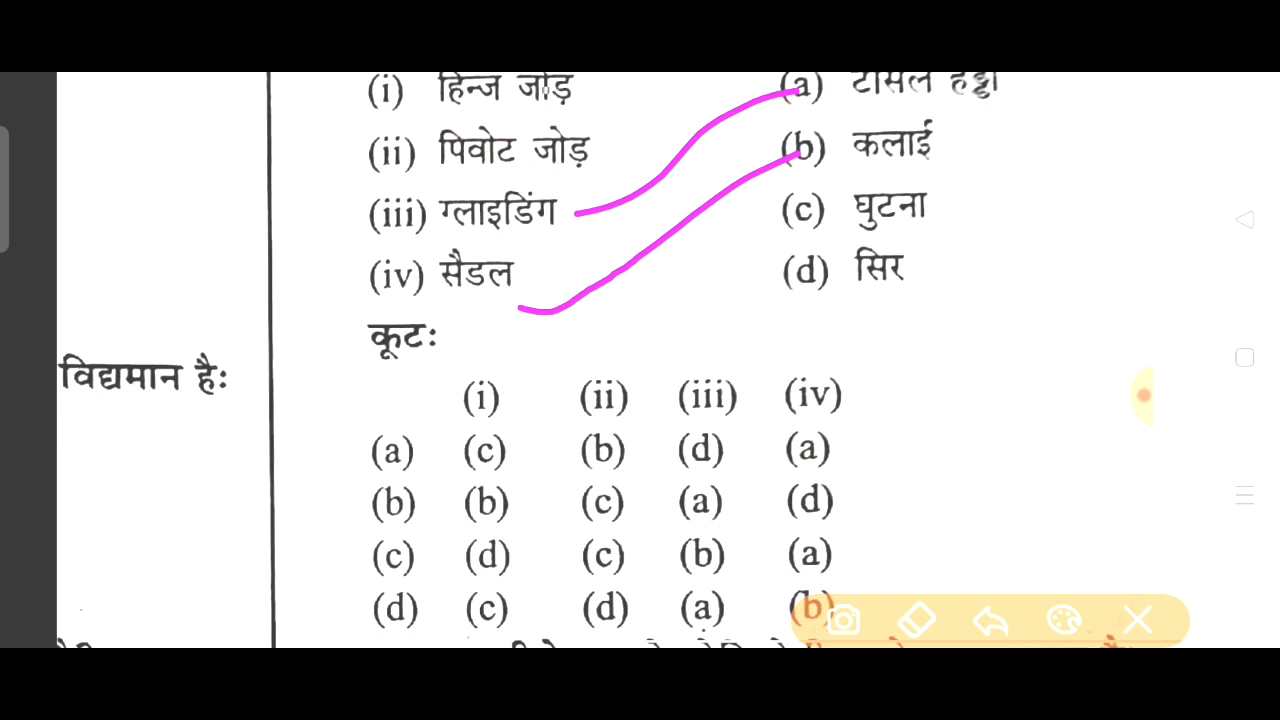 (i) हिन्ज जोड़ (a) टार्सल हड्डी
(ii) पिवोट जोड़ (b) कलाई
(iii) ग्लाइडिंग (c) घुटना
(iv) सैडल (d) सिर
कूटः
विद्यमान हैः
(i) (ii) (iii) (iv)
(a) (c) (b) (d) (a)
(b) (b) (c) (a) (d)
(c) (d) (c) (b) (a)
(d) (c) (d) (a) (b)